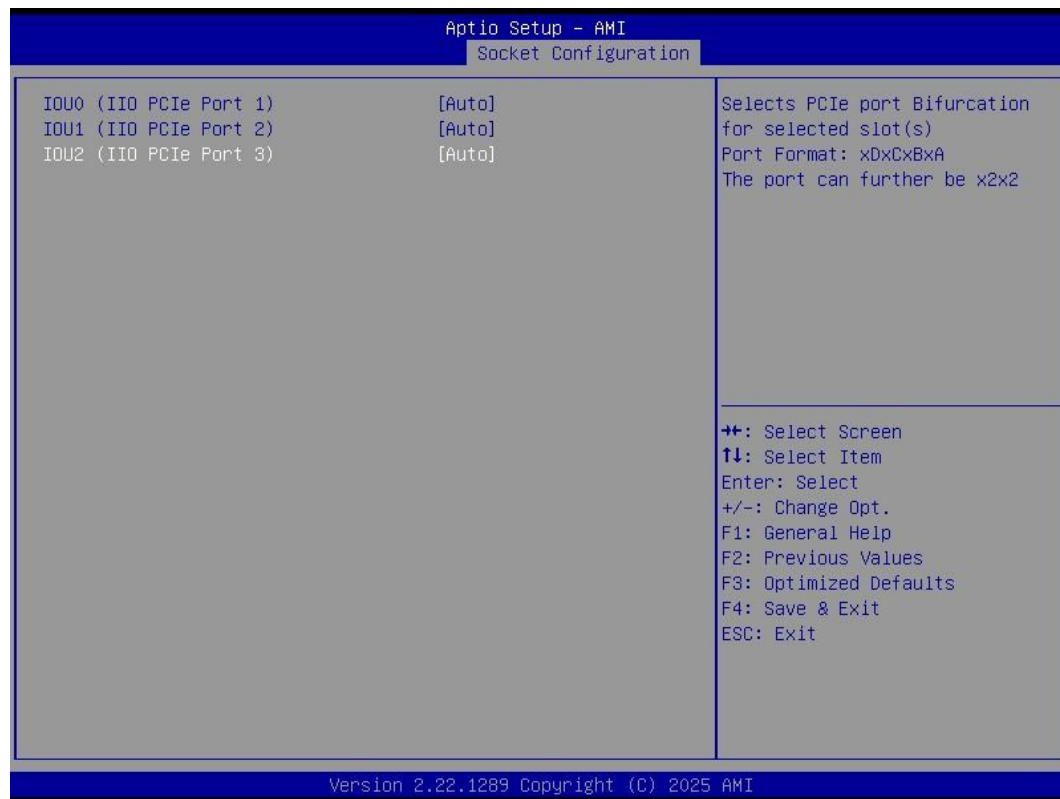 Aptio Setup – AMI
Socket Configuration
IOU0 (IIO PCIe Port 1) [Auto]
IOU1 (IIO PCIe Port 2) [Auto]
IOU2 (IIO PCIe Port 3) [Auto]
Selects PCIe port Bifurcation
for selected slot(s)
Port Format: xDxCxBxA
The port can further be x2x2
→←: Select Screen
↑↓: Select Item
Enter: Select
+/-: Change Opt.
F1: General Help
F2: Previous Values
F3: Optimized Defaults
F4: Save & Exit
ESC: Exit
Version 2.22.1289 Copyright (C) 2025 AMI